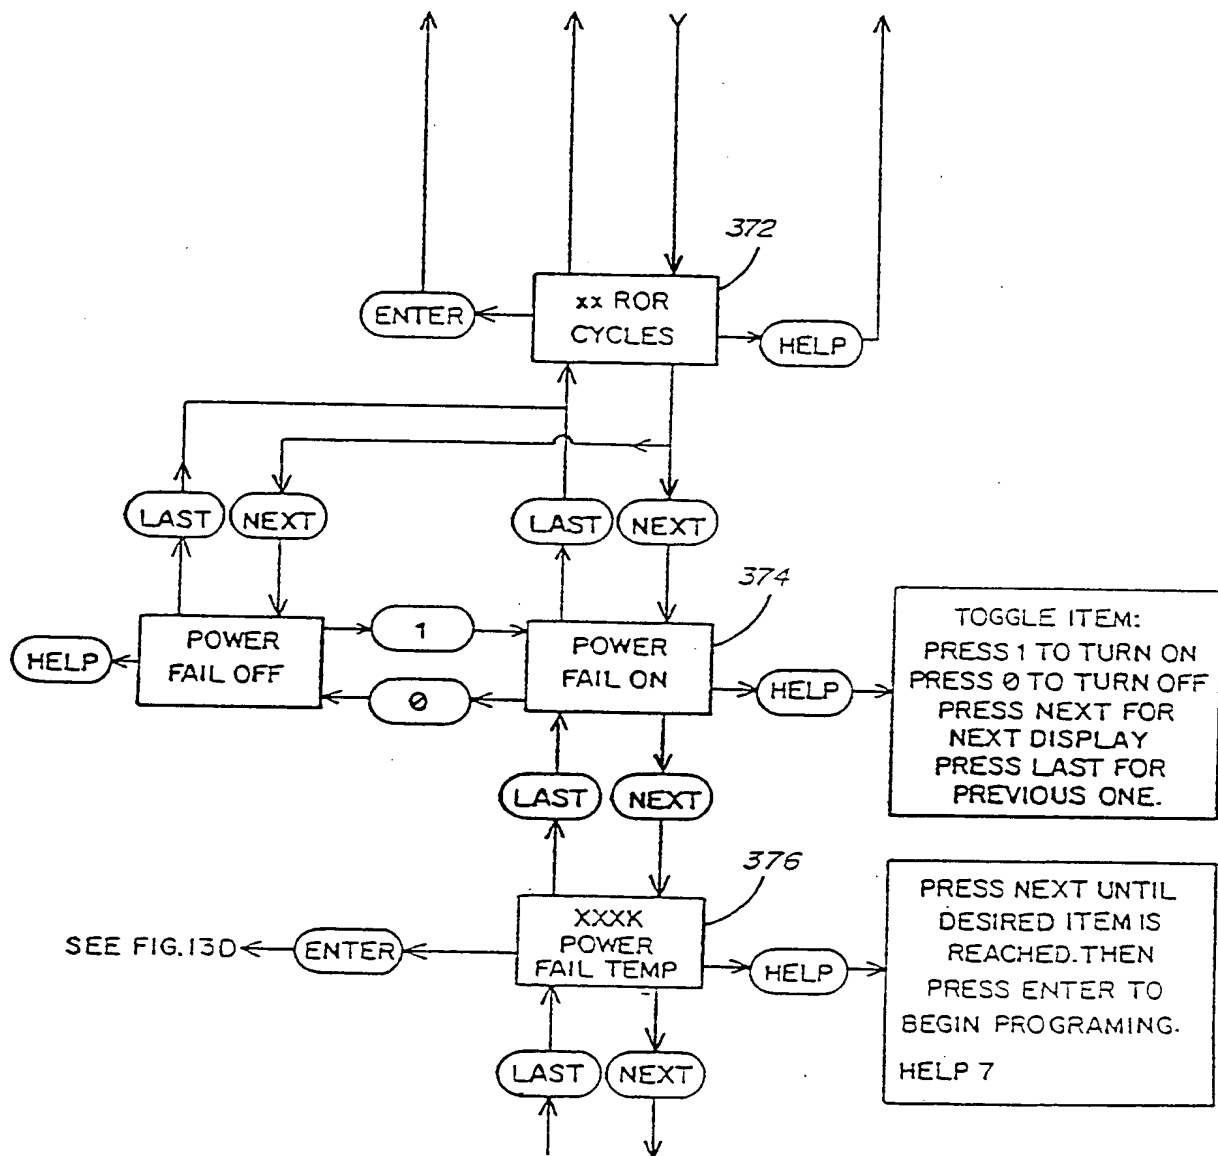 Y
372
xx ROR
CYCLES
ENTER
HELP
LAST
NEXT
LAST
NEXT
374
POWER
FAIL OFF
HELP
1
0
POWER
FAIL ON
HELP
TOGGLE ITEM:
PRESS 1 TO TURN ON
PRESS 0 TO TURN OFF
PRESS NEXT FOR
NEXT DISPLAY
PRESS LAST FOR
PREVIOUS ONE.
LAST
NEXT
376
XXXK
POWER
FAIL TEMP
SEE FIG.13D
ENTER
HELP
PRESS NEXT UNTIL
DESIRED ITEM IS
REACHED.THEN
PRESS ENTER TO
BEGIN PROGRAMING.
HELP 7
LAST
NEXT